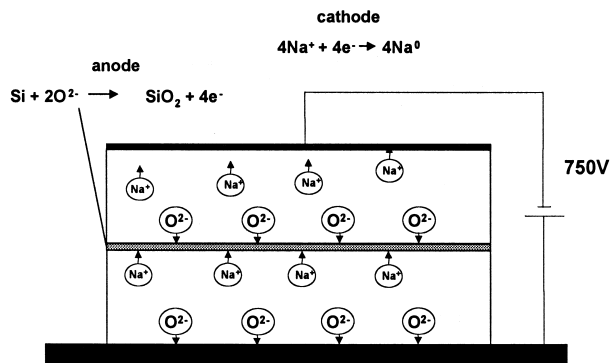 cathode
4Na⁺ + 4e⁻ → 4Na⁰
anode
Si + 2O²⁻ → SiO₂ + 4e⁻
750V
Na⁺ Na⁺ Na⁺ Na⁺
O²⁻ O²⁻ O²⁻ O²⁻
Na⁺ Na⁺ Na⁺ Na⁺
O²⁻ O²⁻ O²⁻ O²⁻